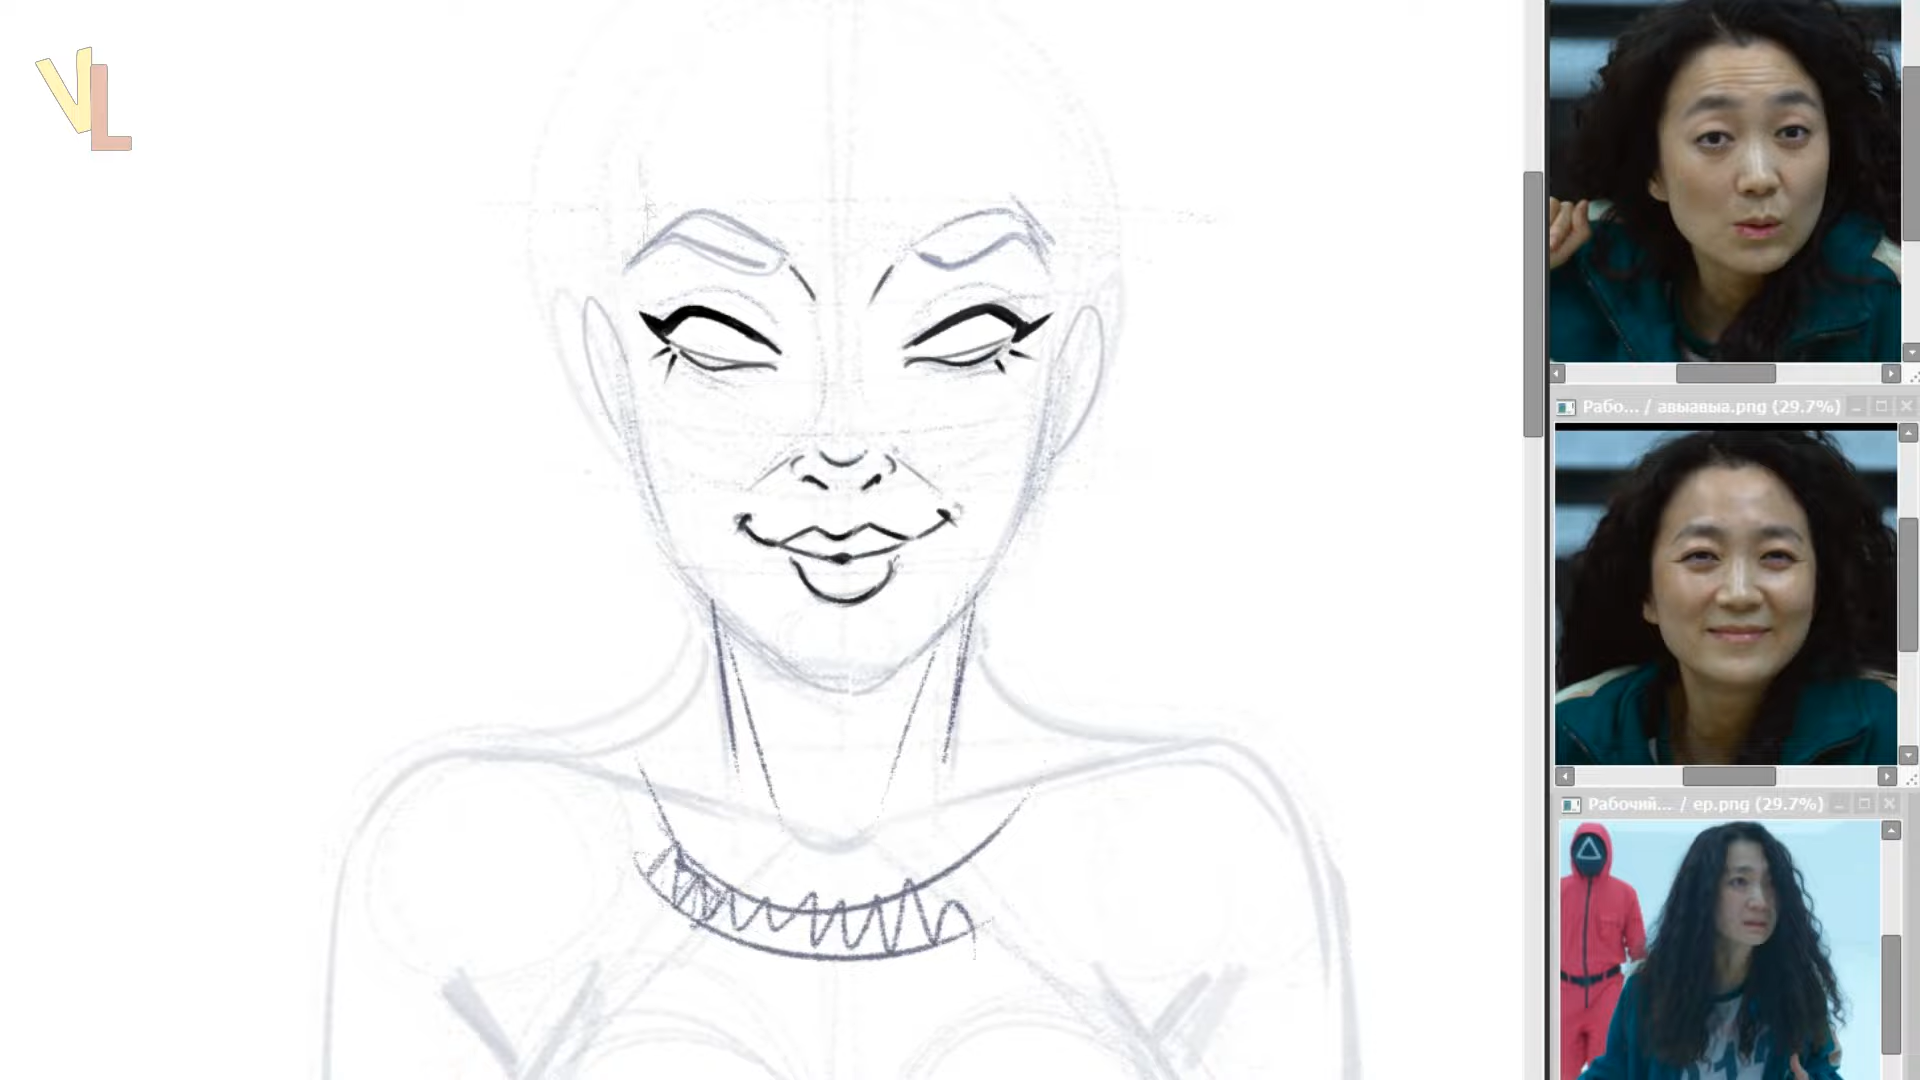 VL
Рабо... / авыавыа.png (29.7%)
Рабочий... / ер.png (29.7%)